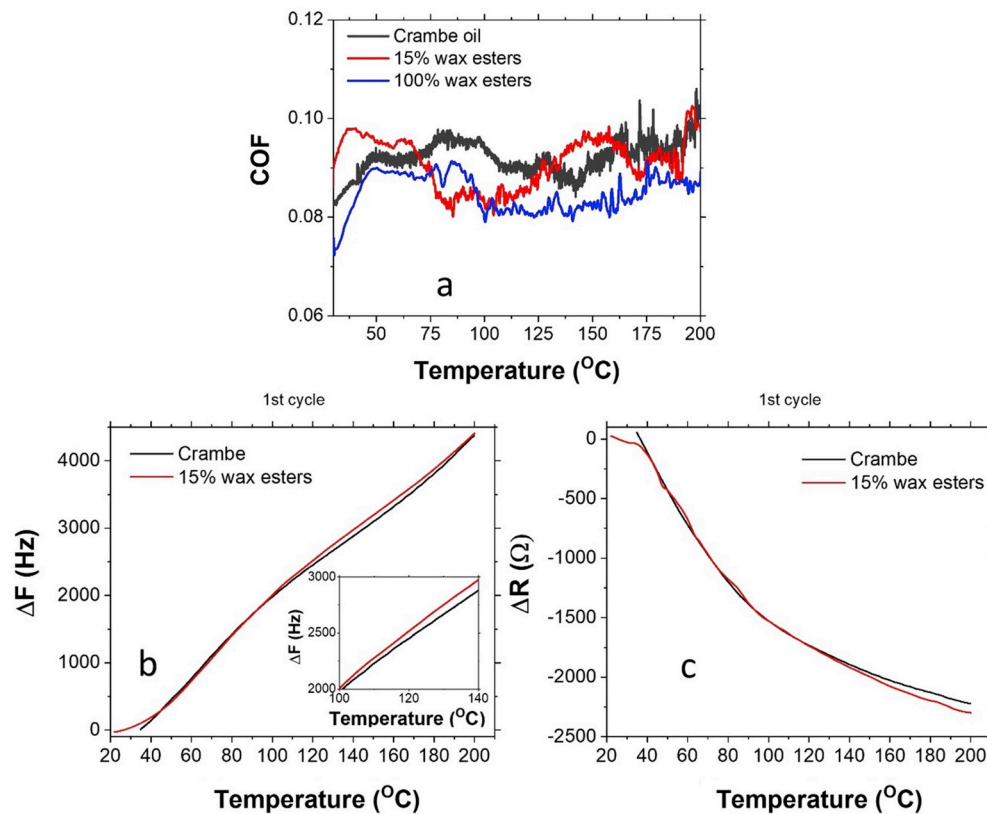 0.12
Crambe oil
15% wax esters
100% wax esters
0.10
COF
0.08
a
0.06
50 75 100 125 150 175 200
Temperature (OC)
1st cycle
4000
Crambe
15% wax esters
3000
ΔF (Hz)
2000
3000
ΔF (Hz)
2500
1000
b
2000
100 120 140
Temperature (OC)
0
20 40 60 80 100 120 140 160 180 200
Temperature (OC)
1st cycle
0
Crambe
15% wax esters
-500
-1000
ΔR (Ω)
-1500
-2000
c
-2500
20 40 60 80 100 120 140 160 180 200
Temperature (OC)